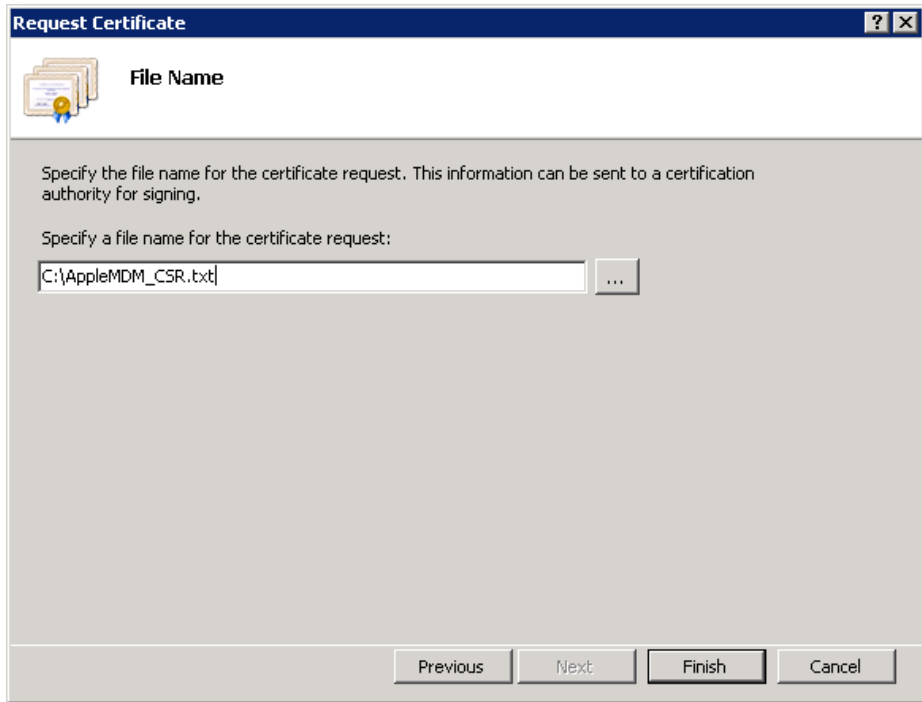 Request Certificate
File Name
Specify the file name for the certificate request. This information can be sent to a certification
authority for signing.
Specify a file name for the certificate request:
C:\AppleMDM_CSR.txt
...
Previous
Next
Finish
Cancel